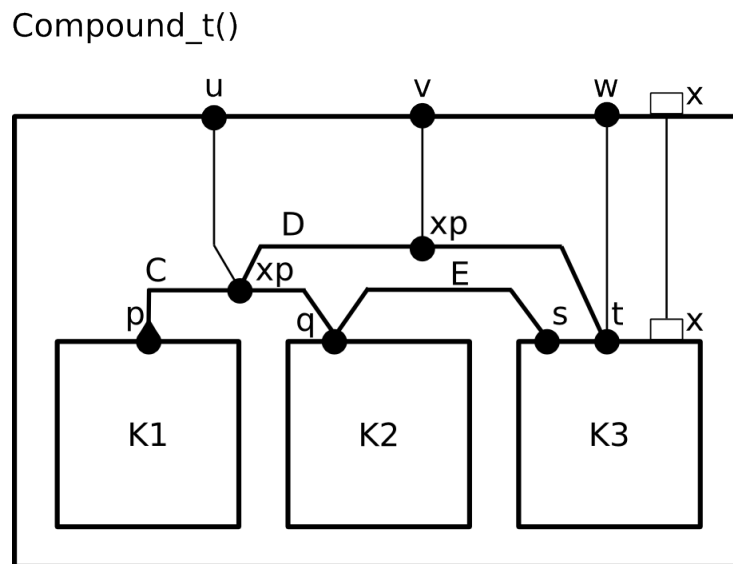 Compound_t()
u v w x
D xp
C xp E
p q s t x
K1 K2 K3